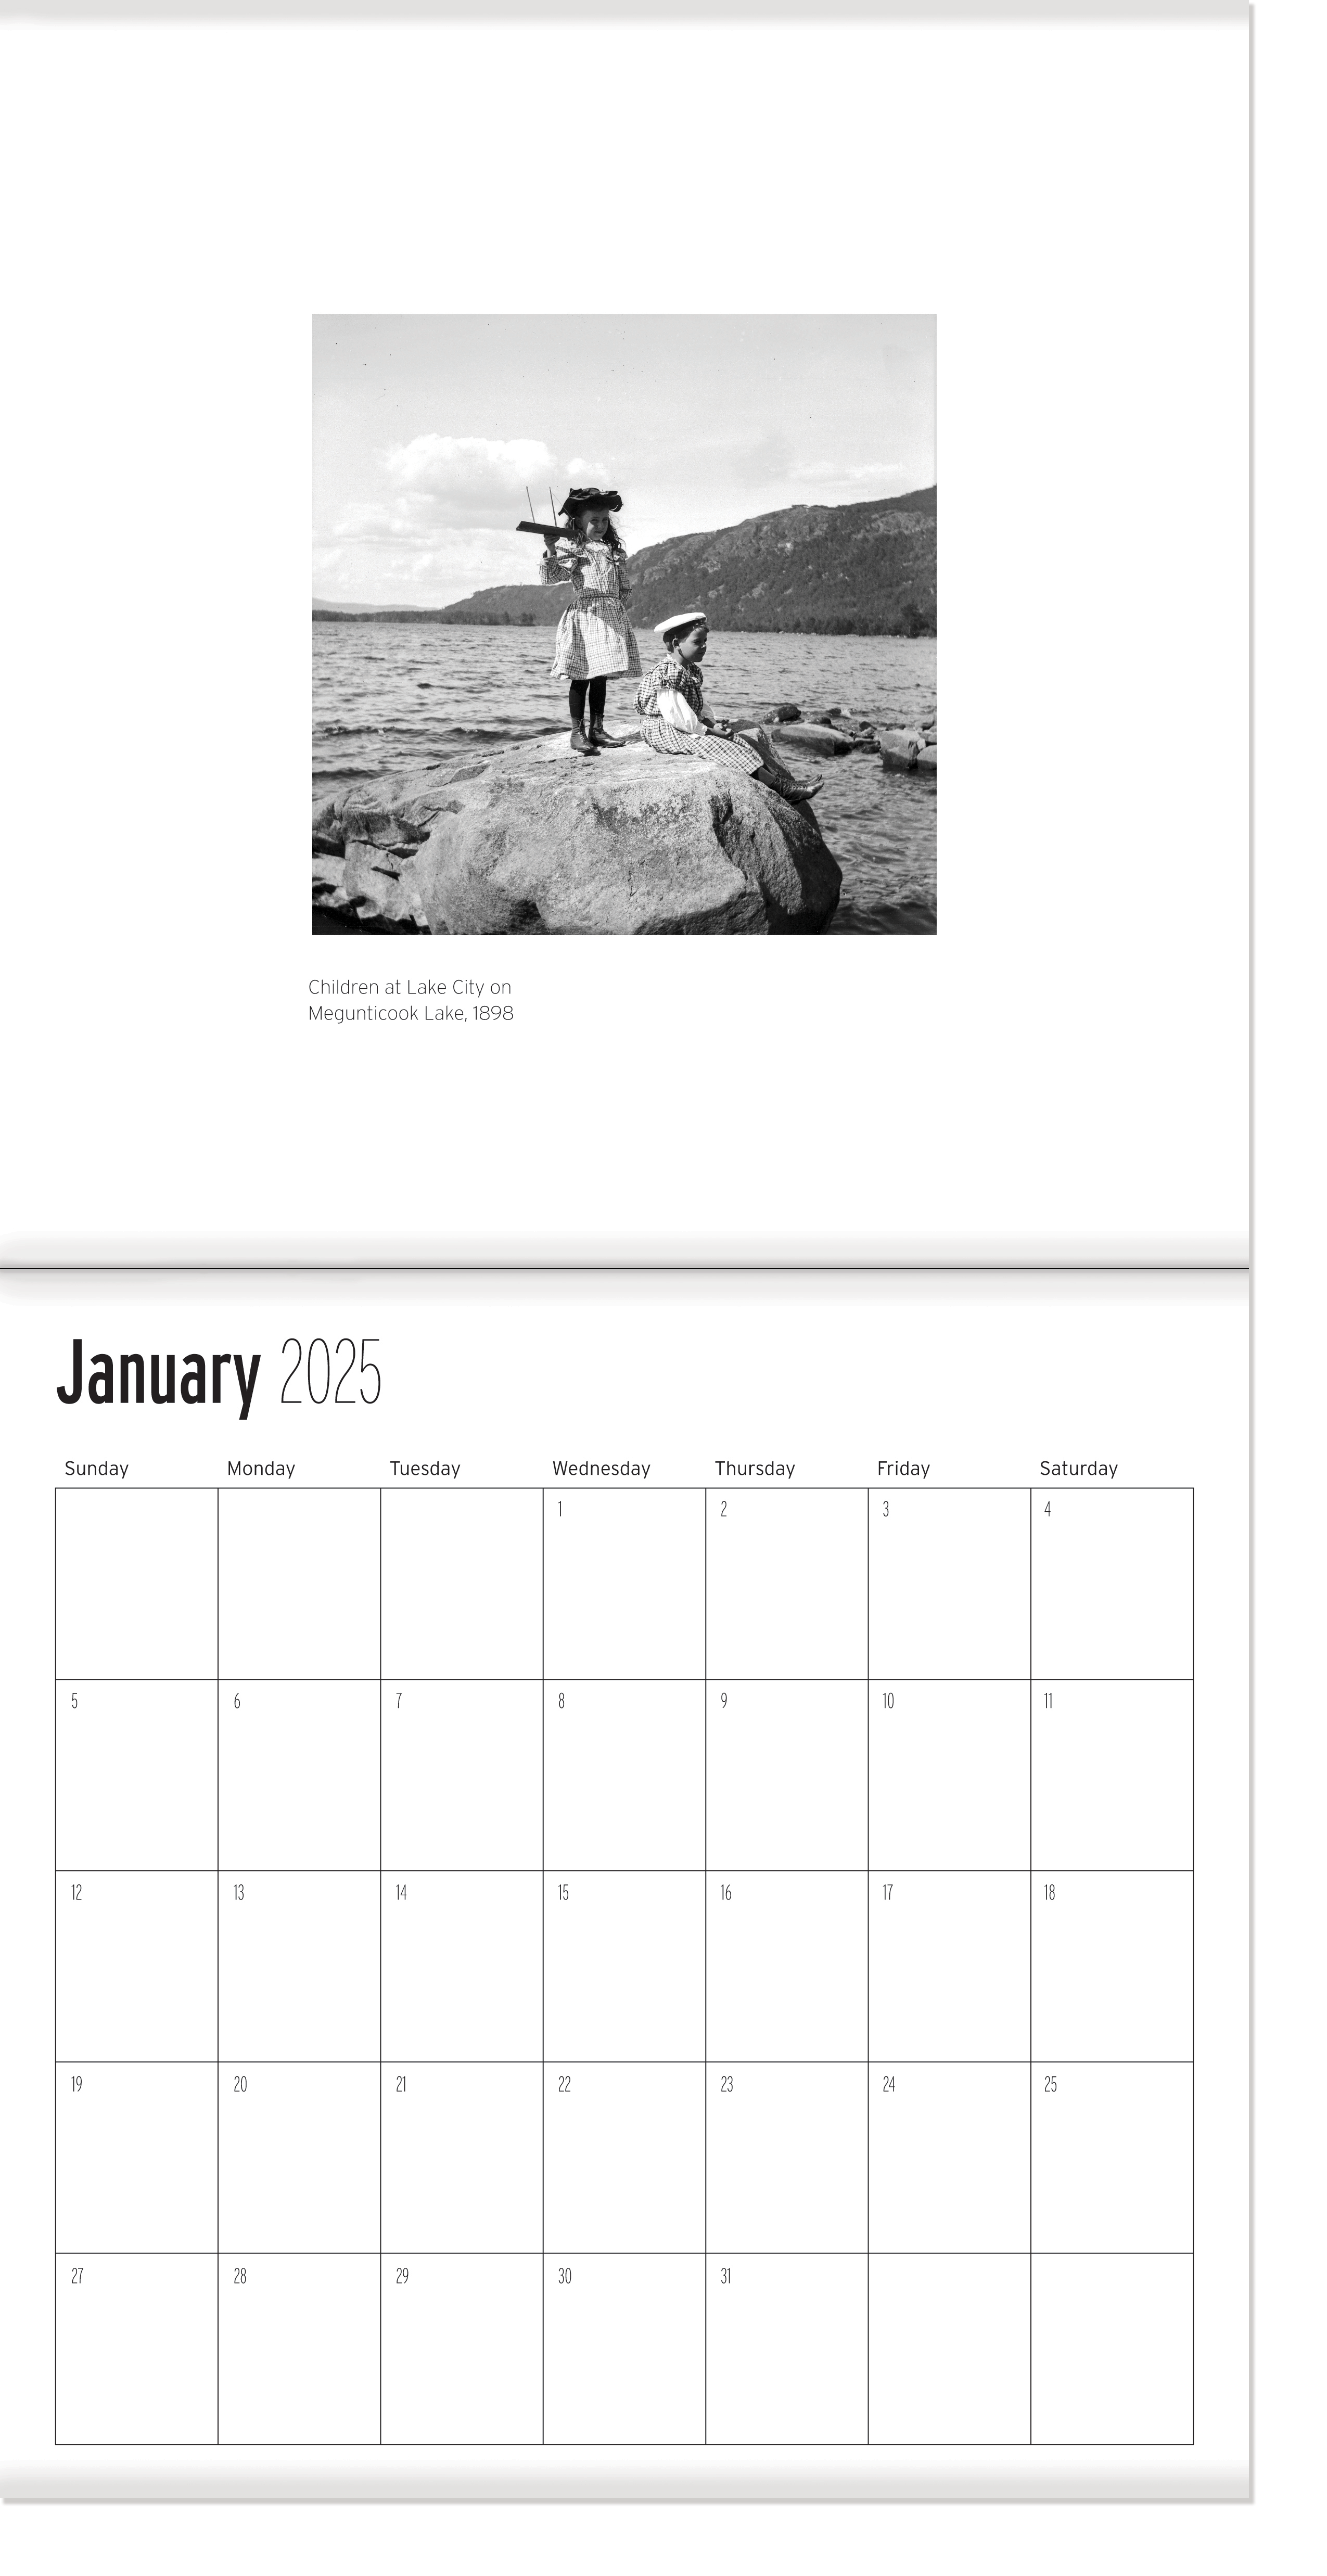 Children at Lake City on
Megunticook Lake, 1898
January 2025
Sunday Monday Tuesday Wednesday Thursday Friday Saturday
1 2 3 4
5 6 7 8 9 10 11
12 13 14 15 16 17 18
19 20 21 22 23 24 25
27 28 29 30 31